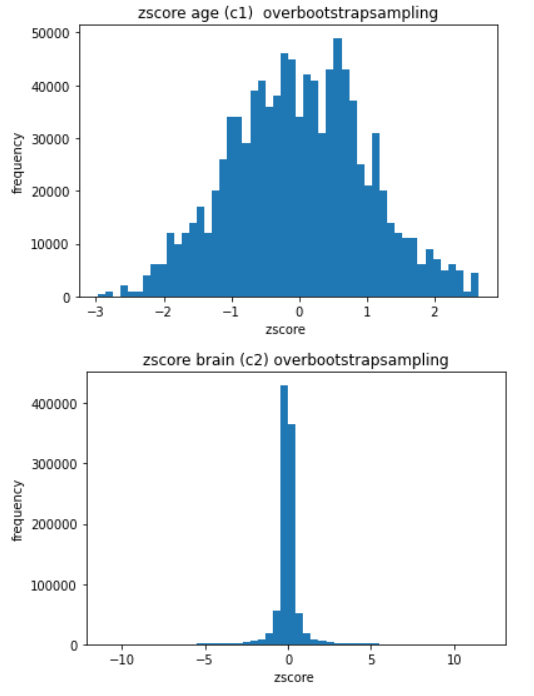 zscore age (c1)  overbootstrapsampling
50000
40000
30000
20000
10000
0
frequency
−3 −2 −1 0 1 2
zscore
zscore brain (c2) overbootstrapsampling
400000
300000
200000
100000
0
frequency
−10 −5 0 5 10
zscore